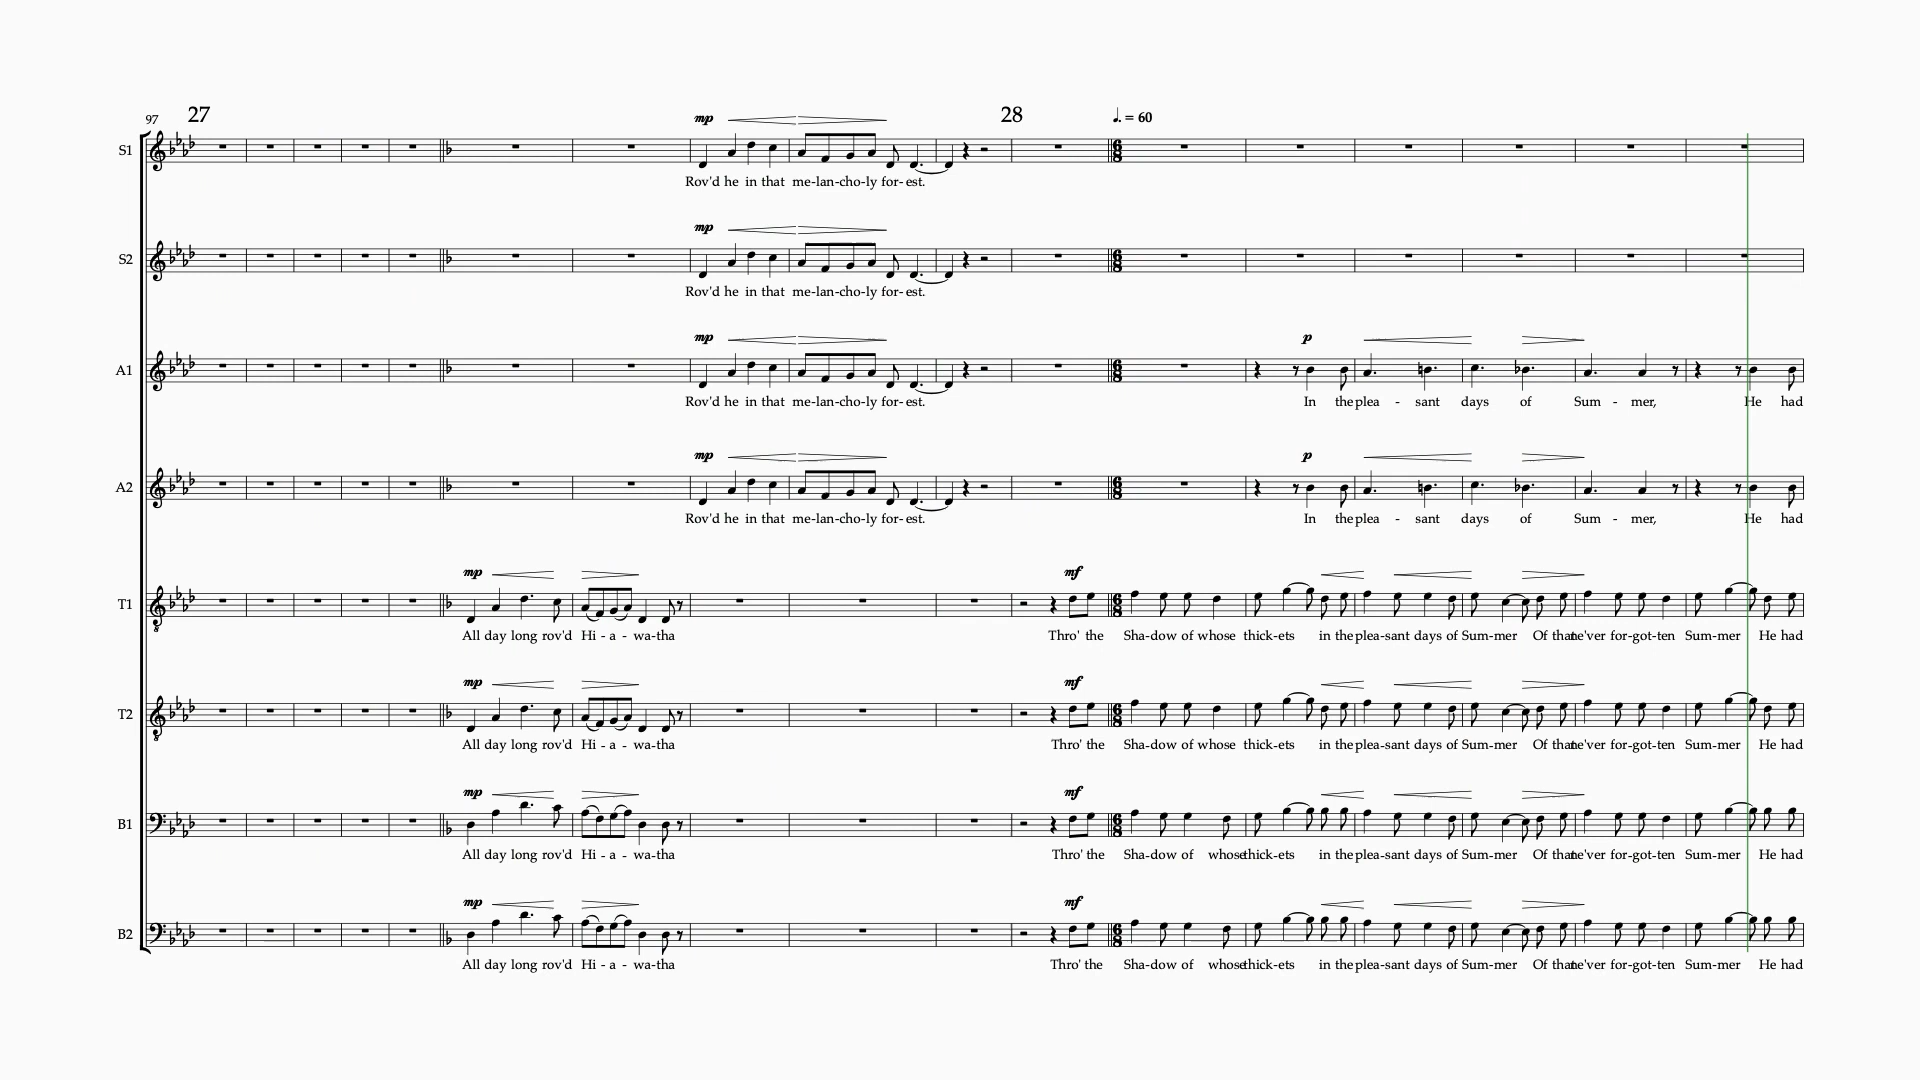 97 27 28 ♩. = 60
mp
S1
Rov'd he in that me-lan-cho-ly for-est.
mp
S2
Rov'd he in that me-lan-cho-ly for-est.
mp p
A1
Rov'd he in that me-lan-cho-ly for-est. In the plea - sant days of Sum - mer, He had
mp p
A2
Rov'd he in that me-lan-cho-ly for-est. In the plea - sant days of Sum - mer, He had
mp mf
T1
All day long rov'd Hi - a - wa-tha Thro' the Sha-dow of whose thick-ets in the plea-sant days of Sum-mer Of that ne'ver for-got-ten Sum-mer He had
mp mf
T2
All day long rov'd Hi - a - wa-tha Thro' the Sha-dow of whose thick-ets in the plea-sant days of Sum-mer Of that ne'ver for-got-ten Sum-mer He had
mp mf
B1
All day long rov'd Hi - a - wa-tha Thro' the Sha-dow of whose thick-ets in the plea-sant days of Sum-mer Of that ne'ver for-got-ten Sum-mer He had
mp mf
B2
All day long rov'd Hi - a - wa-tha Thro' the Sha-dow of whose thick-ets in the plea-sant days of Sum-mer Of that ne'ver for-got-ten Sum-mer He had